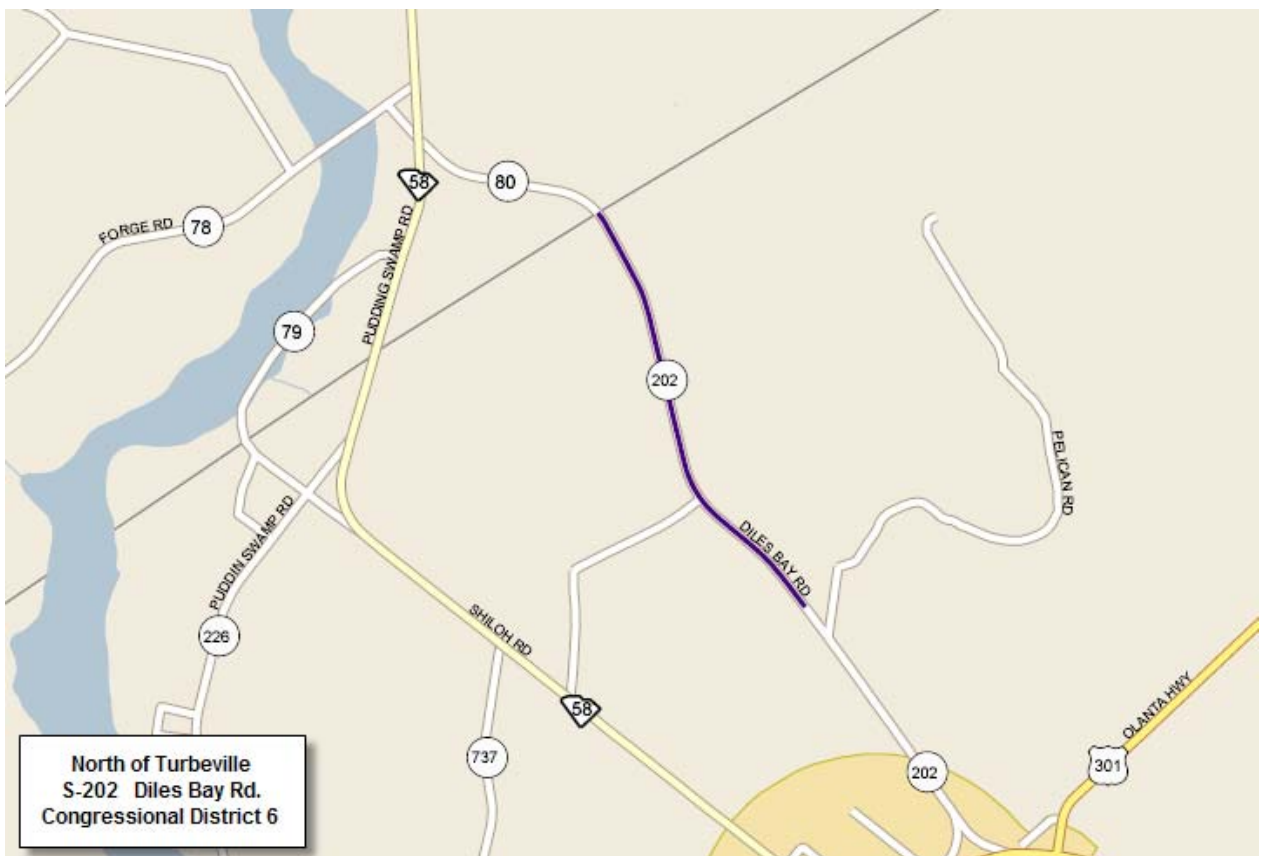 58
80
FORGE RD
78
PUDDING SWAMP RD
79
202
PELICAN RD
PUDDIN SWAMP RD
DILES BAY RD
226
SHILOH RD
58
OLANTA HWY
737
202
301
North of Turbeville
S-202 Diles Bay Rd.
Congressional District 6